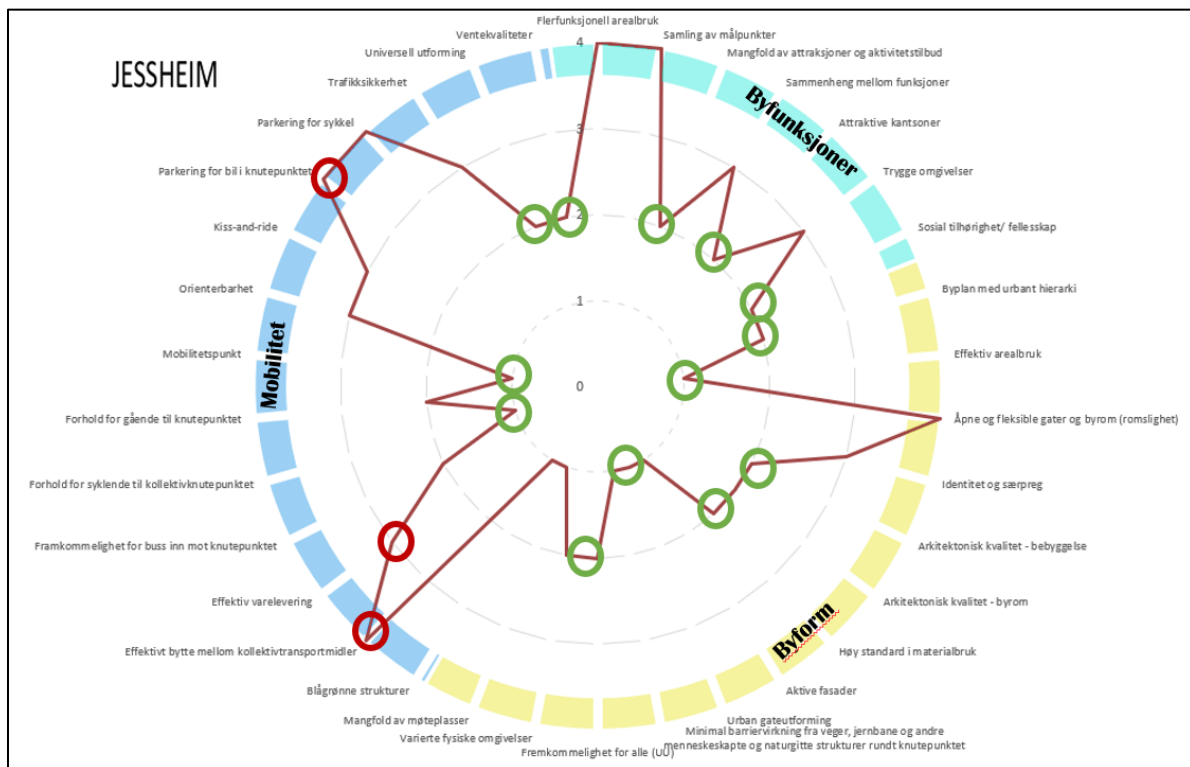 JESSHEIM
Flerfunksjonell arealbruk
Samling av målpunkter
Mangfold av attraksjoner og aktivitetstilbud
Sammenheng mellom funksjoner
Attraktive kantsoner
Trygge omgivelser
Sosial tilhørighet/ fellesskap
Byplan med urbant hierarki
Effektiv arealbruk
Åpne og fleksible gater og byrom (romslighet)
Identitet og særpreg
Arkitektonisk kvalitet - bebyggelse
Arkitektonisk kvalitet - byrom
Høy standard i materialbruk
Aktive fasader
Urban gateutforming
Minimal barriervirkning fra veger, jernbane og andre
menneskeskapte og naturgitte strukturer rundt knutepunktet
Fremkommelighet for alle (UU)
Varierte fysiske omgivelser
Mangfold av møteplasser
Blågrønne strukturer
Effektivt bytte mellom kollektivtransportmidler
Effektiv varelevering
Framkommelighet for buss inn mot knutepunktet
Forhold for syklende til kollektivknutepunktet
Forhold for gående til knutepunktet
Mobilitetspunkt
Orienterbarhet
Kiss-and-ride
Parkering for bil i knutepunktet
Parkering for sykkel
Trafikksikkerhet
Universell utforming
Ventekvaliteter
4
3
2
1
0
Byfunksjoner
Byform
Mobilitet